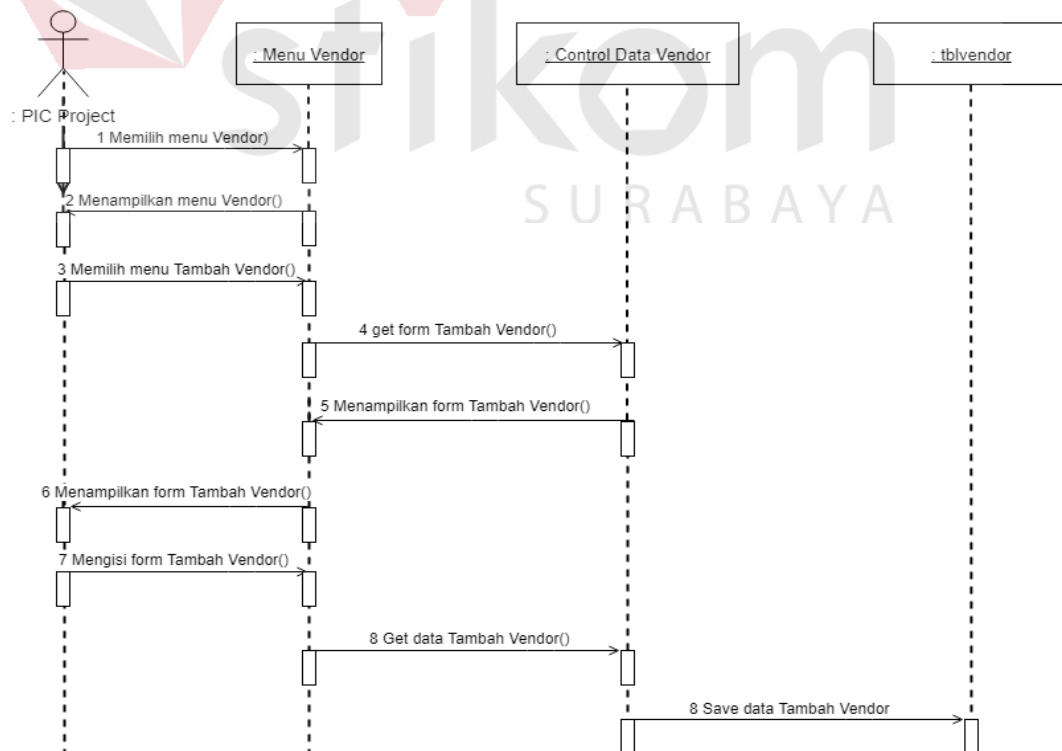 stikom
SURABAYA
: PIC Project
: Menu Vendor
: Control Data Vendor
: tblvendor
1 Memilih menu Vendor)
2 Menampilkan menu Vendor()
3 Memilih menu Tambah Vendor()
4 get form Tambah Vendor()
5 Menampilkan form Tambah Vendor()
6 Menampilkan form Tambah Vendor()
7 Mengisi form Tambah Vendor()
8 Get data Tambah Vendor()
8 Save data Tambah Vendor